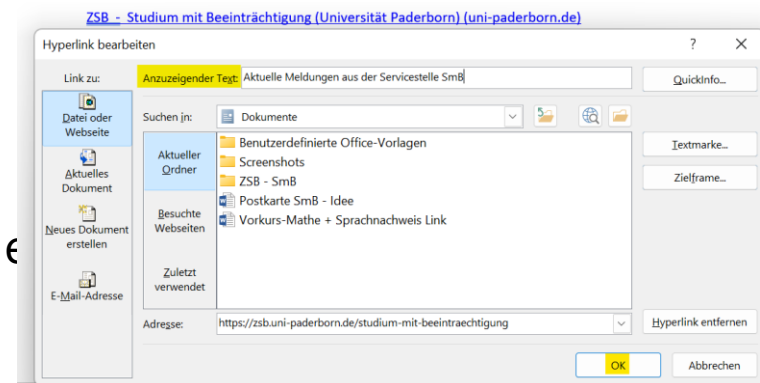 ZSB - Studium mit Beeinträchtigung (Universität Paderborn) (uni-paderborn.de)
Hyperlink bearbeiten
? X
Link zu:
Anzuzeigender Text: Aktuelle Meldungen aus der Servicestelle SmB
QuickInfo...
Datei oder
Webseite
Suchen in:
Dokumente
Aktueller
Ordner
Benutzerdefinierte Office-Vorlagen
Screenshots
ZSB - SmB
Postkarte SmB - Idee
Vorkurs-Mathe + Sprachnachweis Link
Textmarke...
Zielframe...
Aktuelles
Dokument
Besuchte
Webseiten
Neues Dokument
erstellen
Zuletzt
verwendet
E-Mail-Adresse
Adresse:
https://zsb.uni-paderborn.de/studium-mit-beeintraechtigung
Hyperlink entfernen
OK
Abbrechen